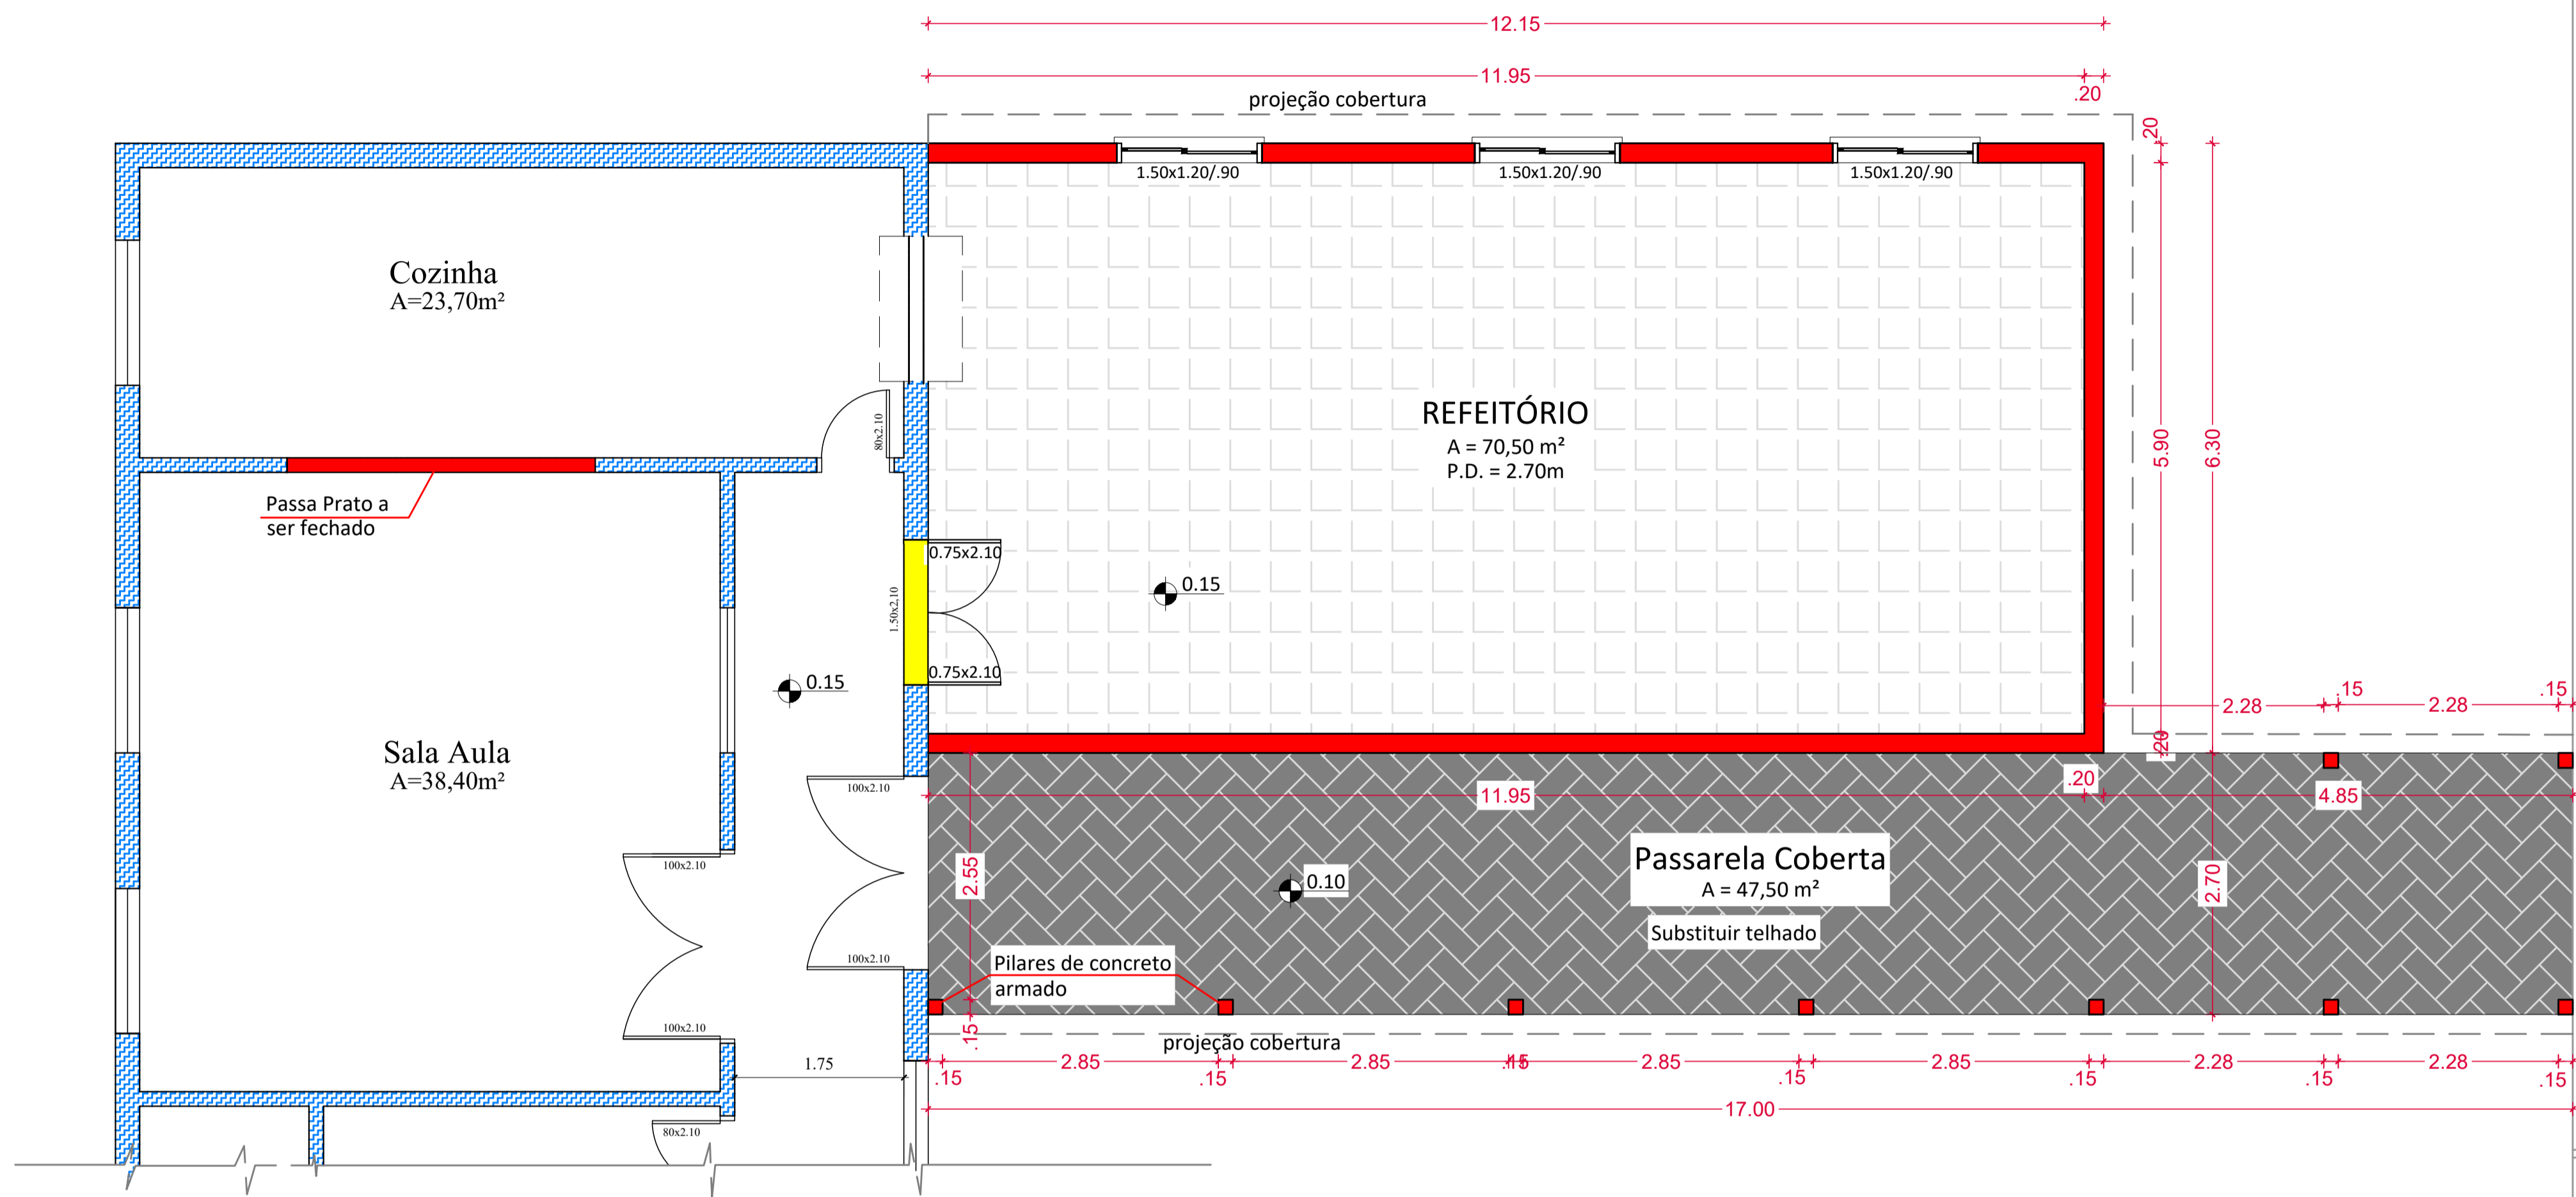 12.15
11.95
.20
projeção cobertura
.20
1.50x1.20/.90
1.50x1.20/.90
1.50x1.20/.90
Cozinha
A=23,70m²
80x2.10
REFEITÓRIO
A = 70,50 m²
P.D. = 2.70m
5.90
6.30
Passa Prato a
ser fechado
0.75x2.10
1.50x2,10
0.15
0.75x2.10
0.15
2.28
.15
2.28
.15
.20
Sala Aula
A=38,40m²
11.95
.20
4.85
100x2.10
100x2.10
2.55
Passarela Coberta
A = 47,50 m²
0.10
2.70
Substituir telhado
Pilares de concreto
armado
100x2.10
100x2.10
.15
projeção cobertura
1.75
.15
2.85
.15
2.85
.15
2.85
.15
2.85
.15
2.28
.15
2.28
.15
17.00
80x2.10